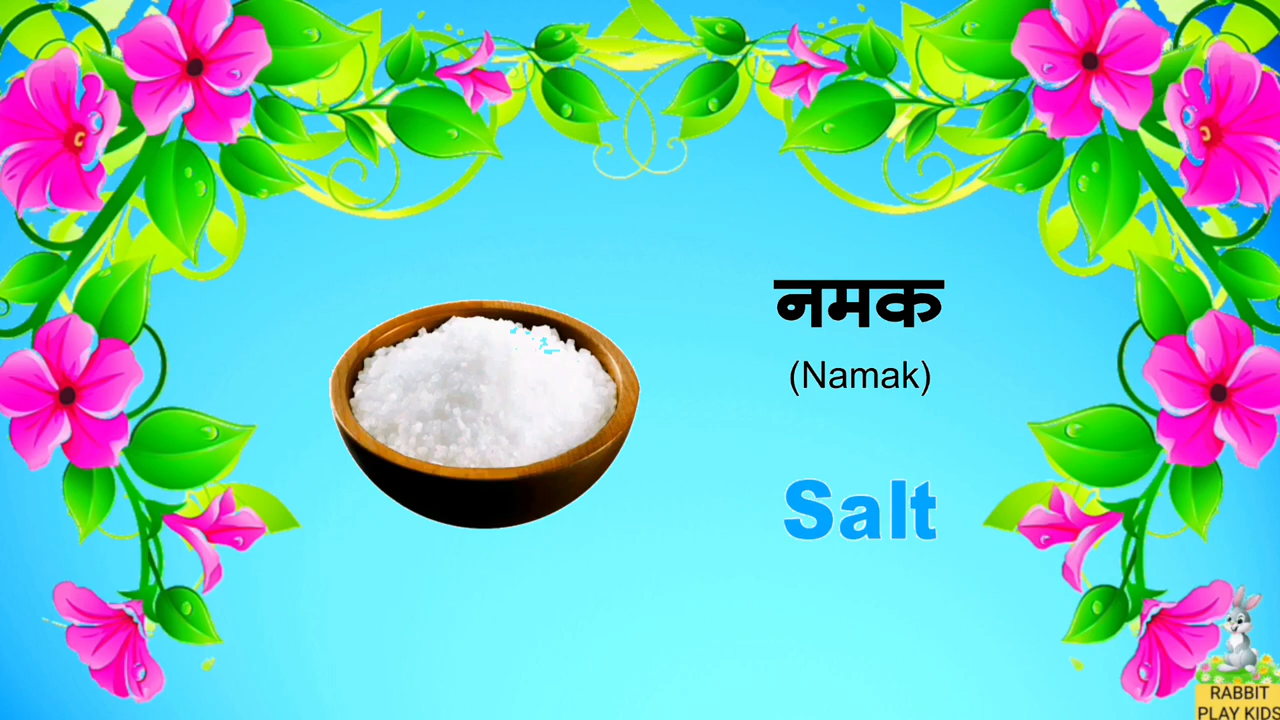 नमक
(Namak)
Salt
RABBIT
PLAY KIDS